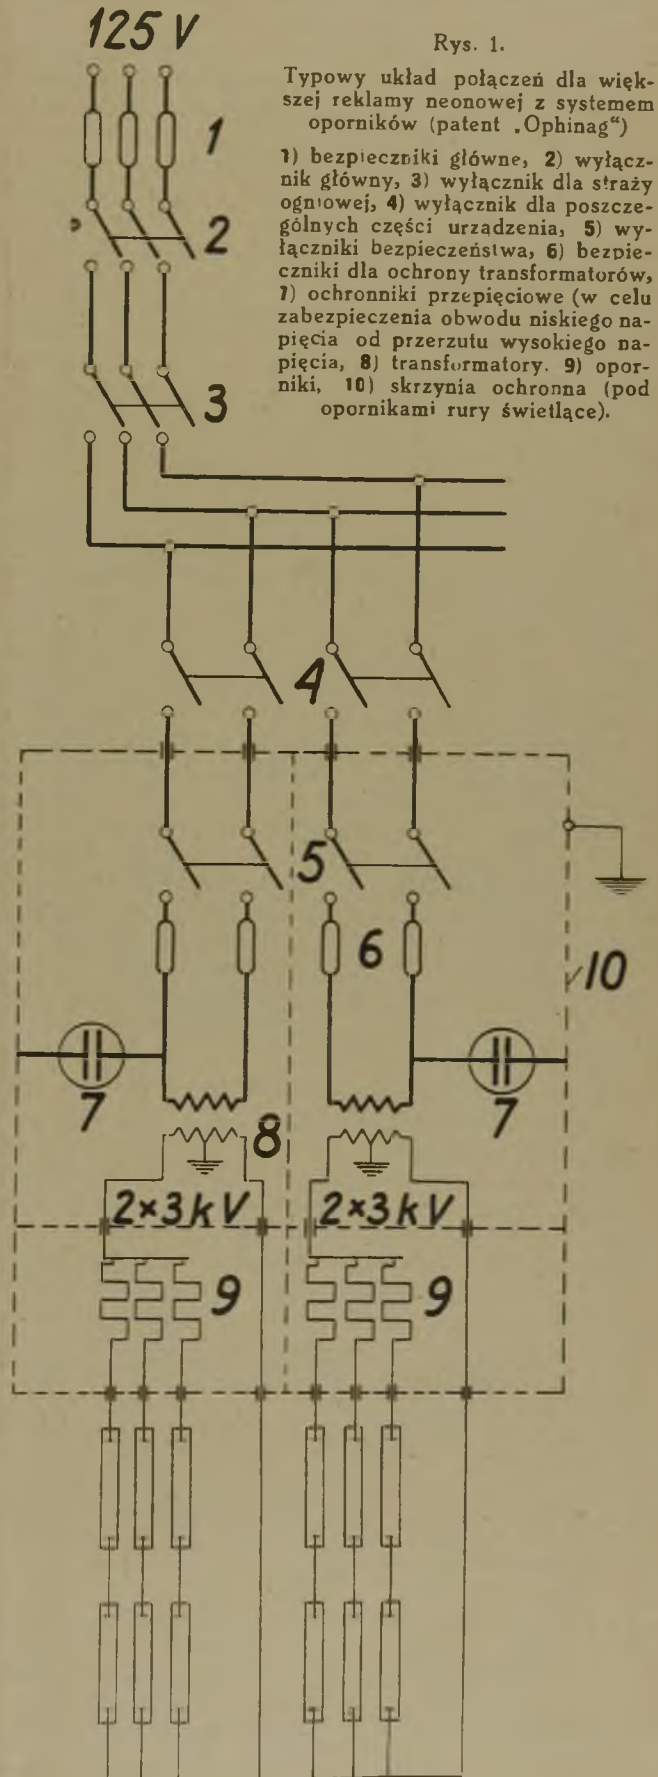 125 V
Rys. 1.
Typowy układ połączeń dla więk-
szej reklamy neonowej z systemem
oporników (patent „Ophinag“)
1) bezpieczniki główne, 2) wyłącz-
nik główny, 3) wyłącznik dla straży
ogniowej, 4) wyłącznik dla poszcze-
gólnych części urządzenia, 5) wy-
łączniki bezpieczeństwa, 6) bezpie-
czniki dla ochrony transformatorów,
7) ochronniki przepięciowe (w celu
zabezpieczenia obwodu niskiego na-
pięcia od przerzutu wysokiego na-
pięcia, 8) transformatory. 9) opor-
niki, 10) skrzynia ochronna (pod
opornikami rury świetlące).
1
2
3
4
5
6
10
7
7
8
2×3kV
2×3kV
9
9